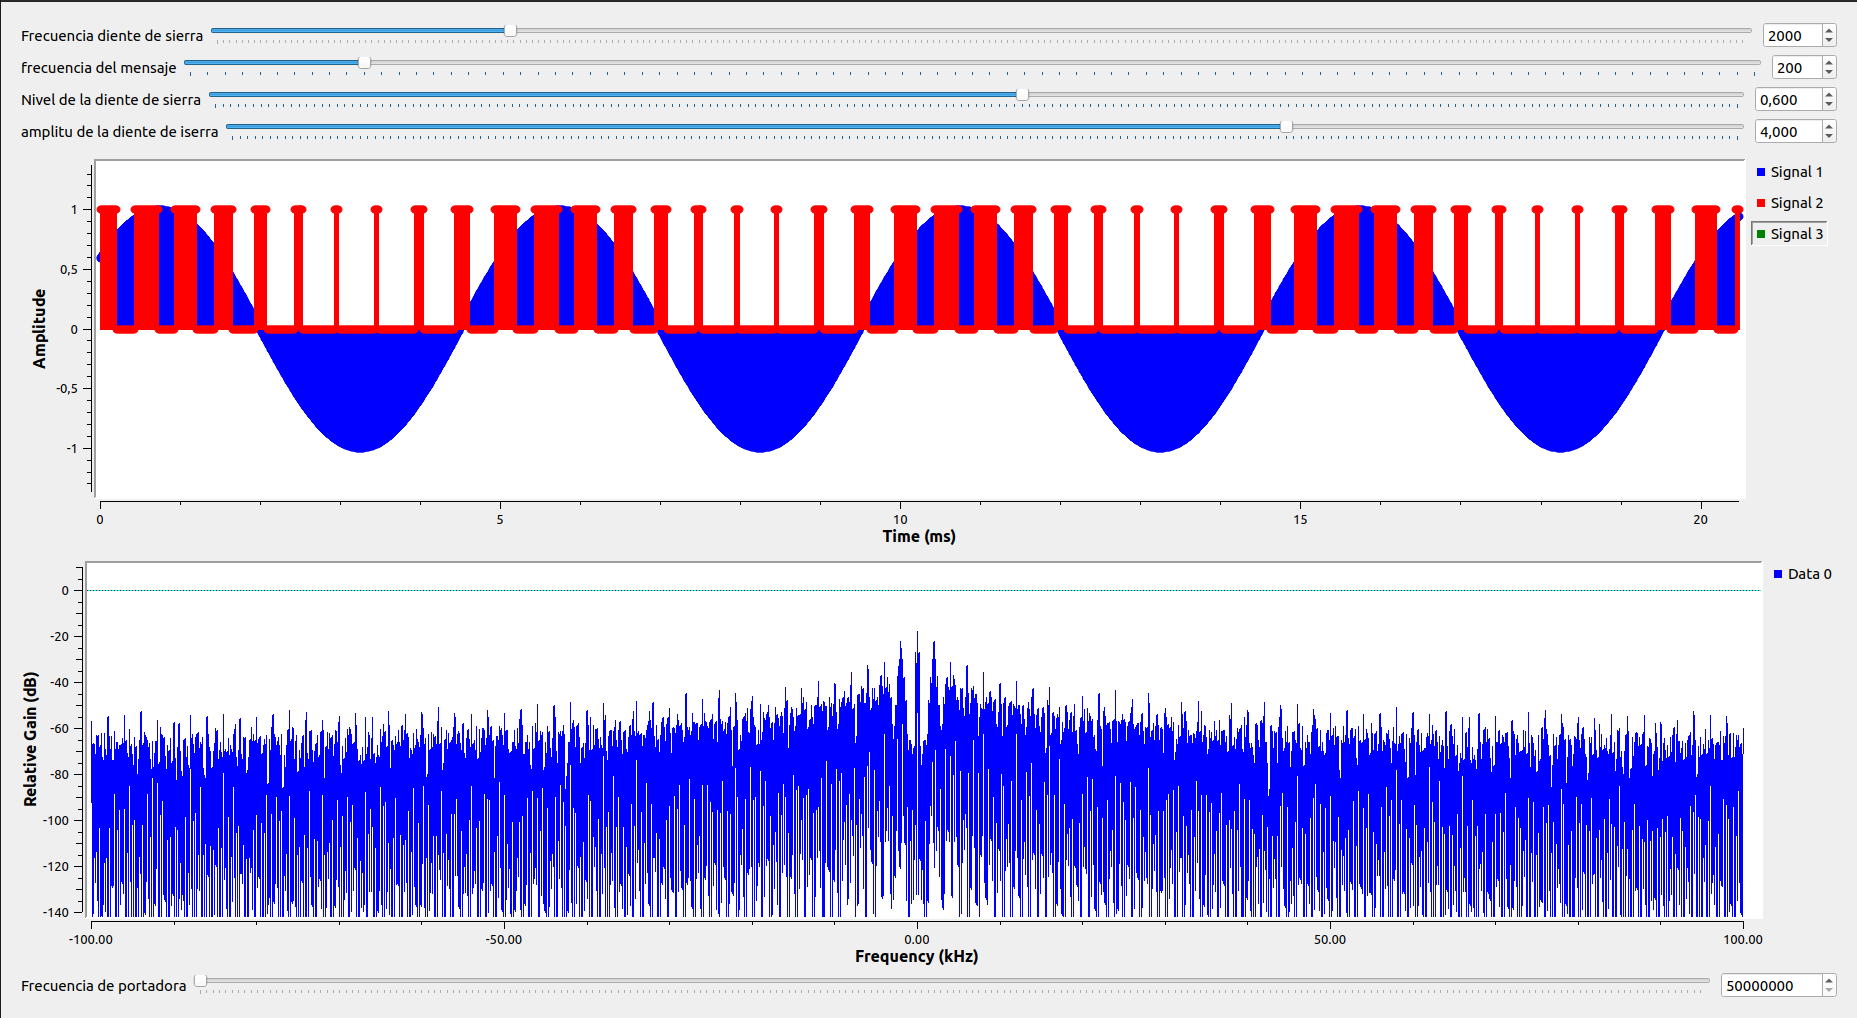 Frecuencia diente de sierra 2000
frecuencia del mensaje 200
Nivel de la diente de sierra 0,600
amplitu de la diente de iserra 4,000
Signal 1
Signal 2
Signal 3
Amplitude
1
0,5
0
-0,5
-1
0 5 10 15 20
Time (ms)
Data 0
Relative Gain (dB)
0
-20
-40
-60
-80
-100
-120
-140
-100.00 -50.00 0.00 50.00 100.00
Frequency (kHz)
Frecuencia de portadora 50000000